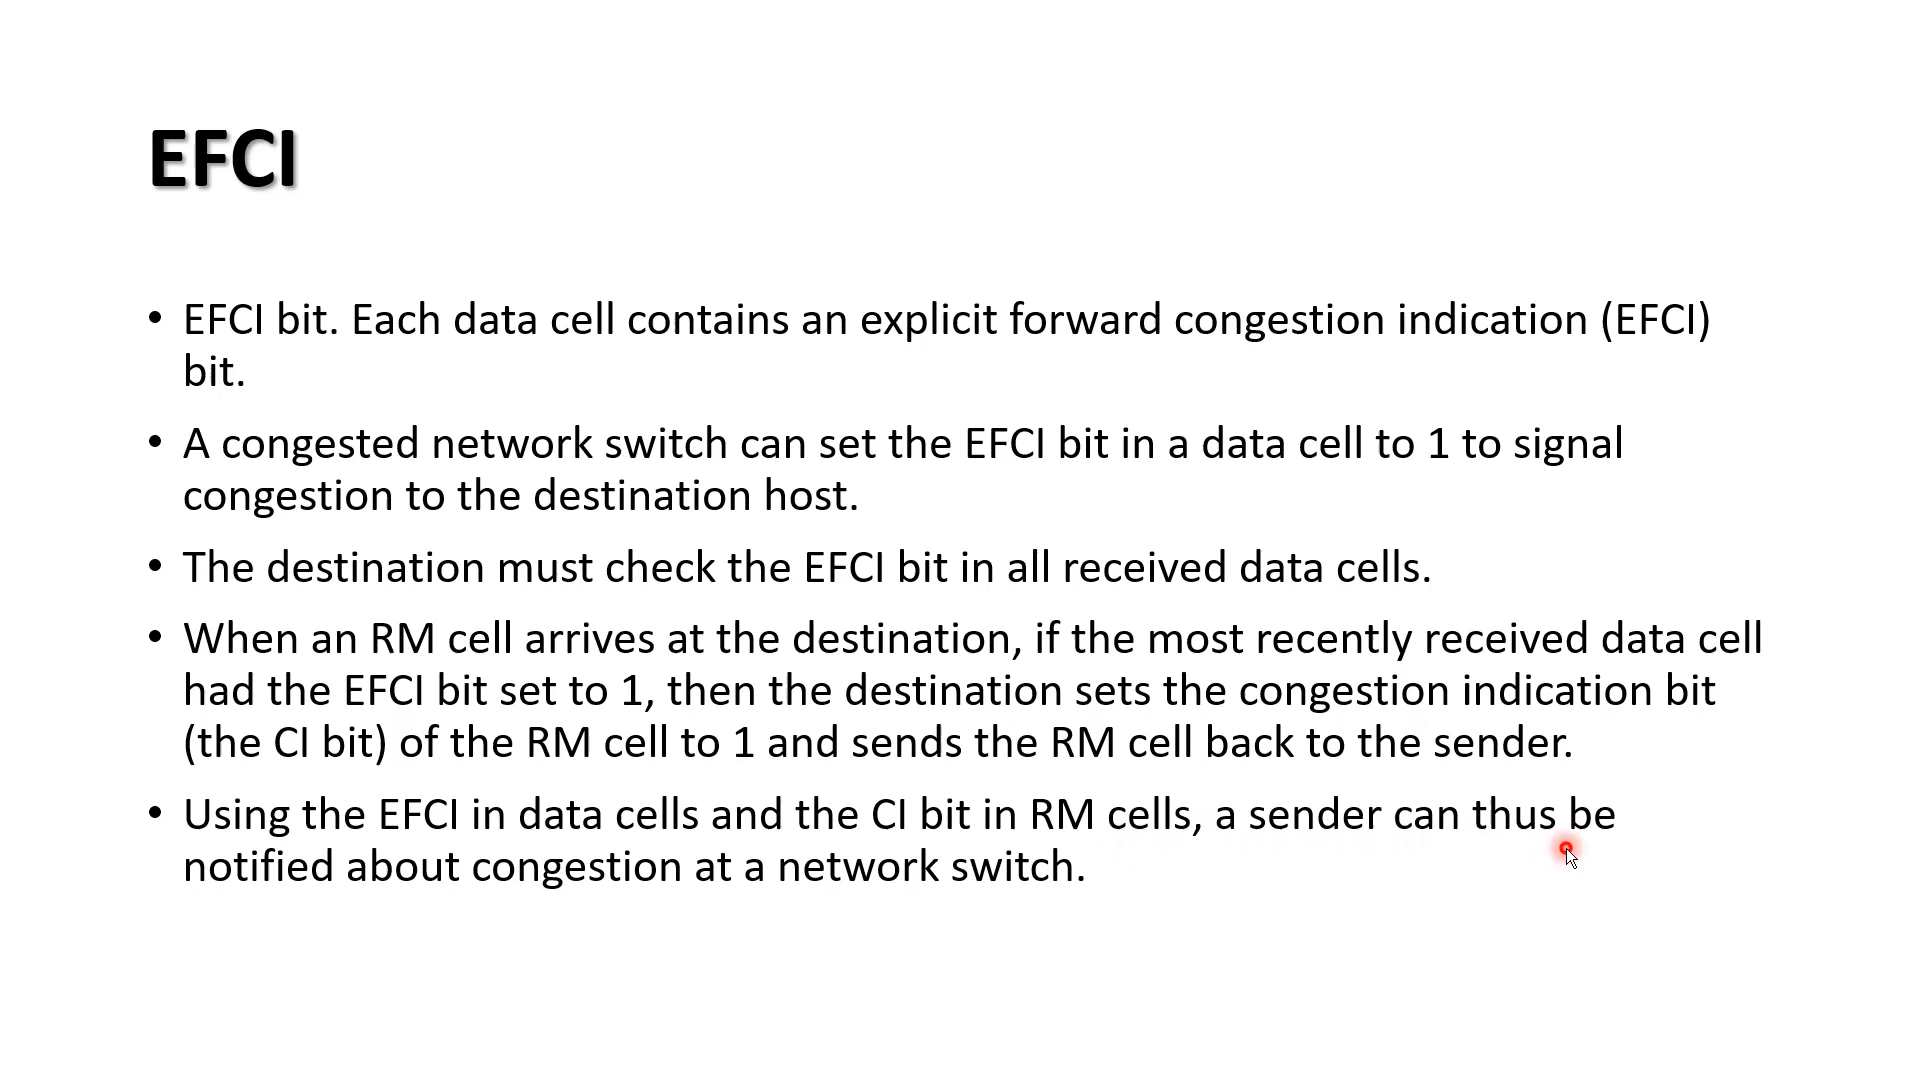 EFCI
• EFCI bit. Each data cell contains an explicit forward congestion indication (EFCI)
bit.
• A congested network switch can set the EFCI bit in a data cell to 1 to signal
congestion to the destination host.
• The destination must check the EFCI bit in all received data cells.
• When an RM cell arrives at the destination, if the most recently received data cell
had the EFCI bit set to 1, then the destination sets the congestion indication bit
(the CI bit) of the RM cell to 1 and sends the RM cell back to the sender.
• Using the EFCI in data cells and the CI bit in RM cells, a sender can thus be
notified about congestion at a network switch.